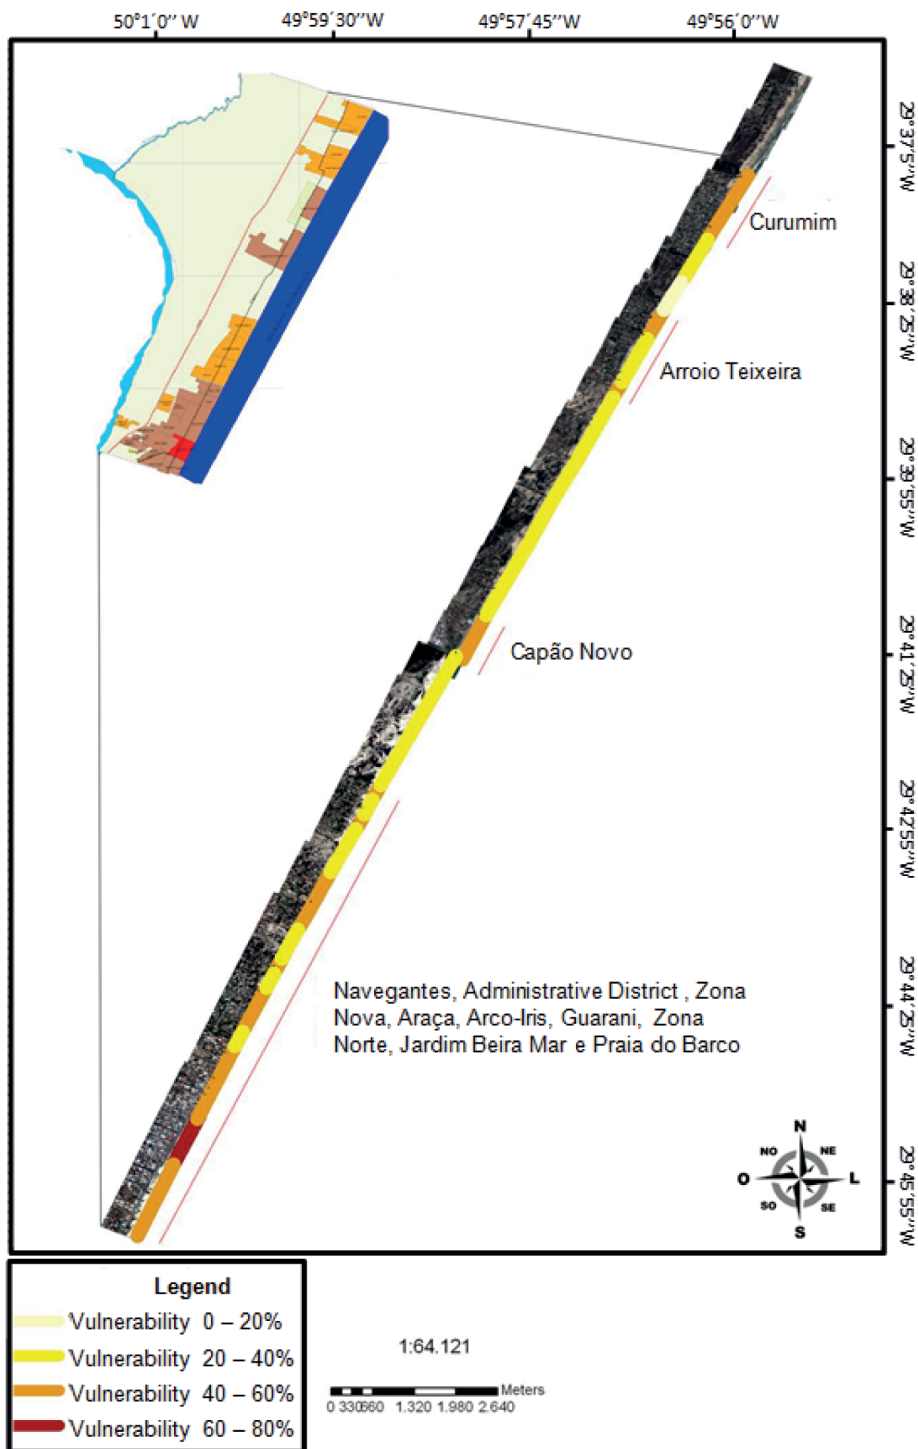 50°1′0′′ W
49°59′30′′ W
49°57′45′′ W
49°56′0′′ W
29°37′5′′W
29°38′25′′W
29°39′55′′W
29°41′25′′W
29°42′55′′W
29°44′25′′W
29°45′55′′W
Curumim
Arroio Teixeira
Capão Novo
Navegantes, Administrative District , Zona
Nova, Araça, Arco-Iris, Guarani, Zona
Norte, Jardim Beira Mar e Praia do Barco
N
NO
NE
O
L
SO
SE
S
Legend
Vulnerability 0 – 20%
Vulnerability 20 – 40%
Vulnerability 40 – 60%
Vulnerability 60 – 80%
1:64.121
Meters
0 330660 1.320 1.980 2.640